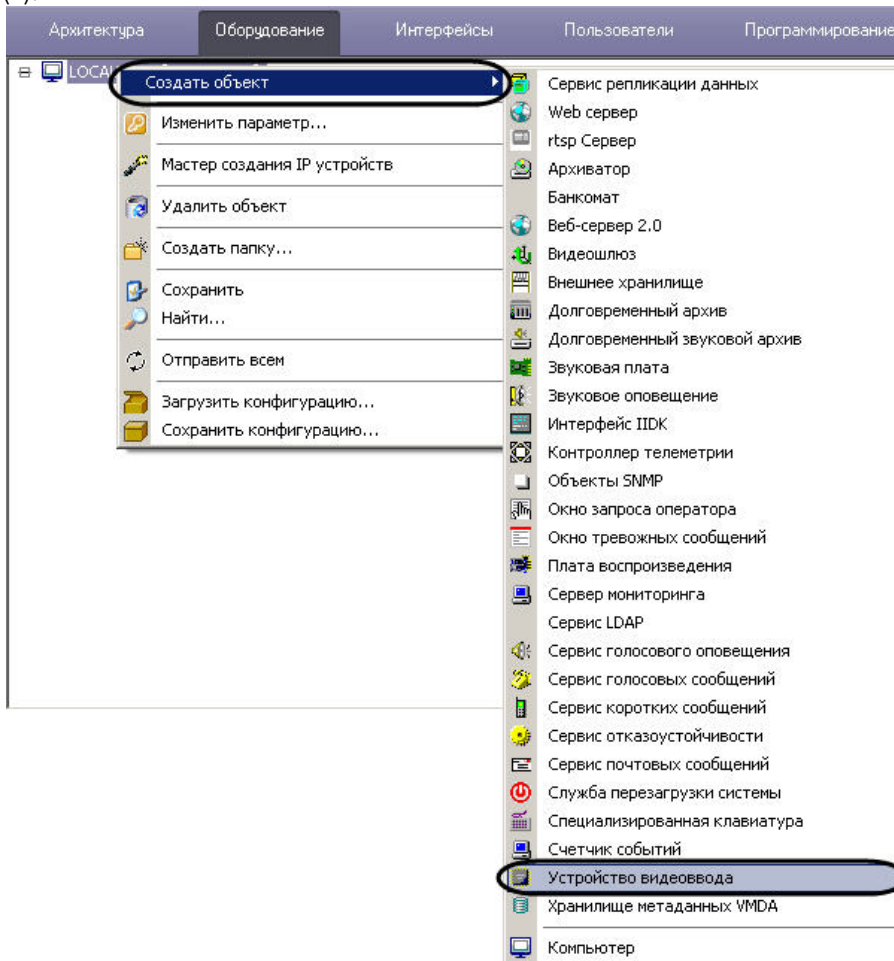 Архитектура Оборудование Интерфейсы Пользователи Программирование
Создать объект
Изменить параметр...
Мастер создания IP устройств
Удалить объект
Создать папку...
Сохранить
Найти...
Отправить всем
Загрузить конфигурацию...
Сохранить конфигурацию...
Сервис репликации данных
Web сервер
rtsp Сервер
Архиватор
Банкомат
Веб-сервер 2.0
Видеошлюз
Внешнее хранилище
Долговременный архив
Долговременный звуковой архив
Звуковая плата
Звуковое оповещение
Интерфейс IIDK
Контроллер телеметрии
Объекты SNMP
Окно запроса оператора
Окно тревожных сообщений
Плата воспроизведения
Сервер мониторинга
Сервис LDAP
Сервис голосового оповещения
Сервис голосовых сообщений
Сервис коротких сообщений
Сервис отказоустойчивости
Сервис почтовых сообщений
Служба перезагрузки системы
Специализированная клавиатура
Счетчик событий
Устройство видеоввода
Хранилище метаданных VMDA
Компьютер